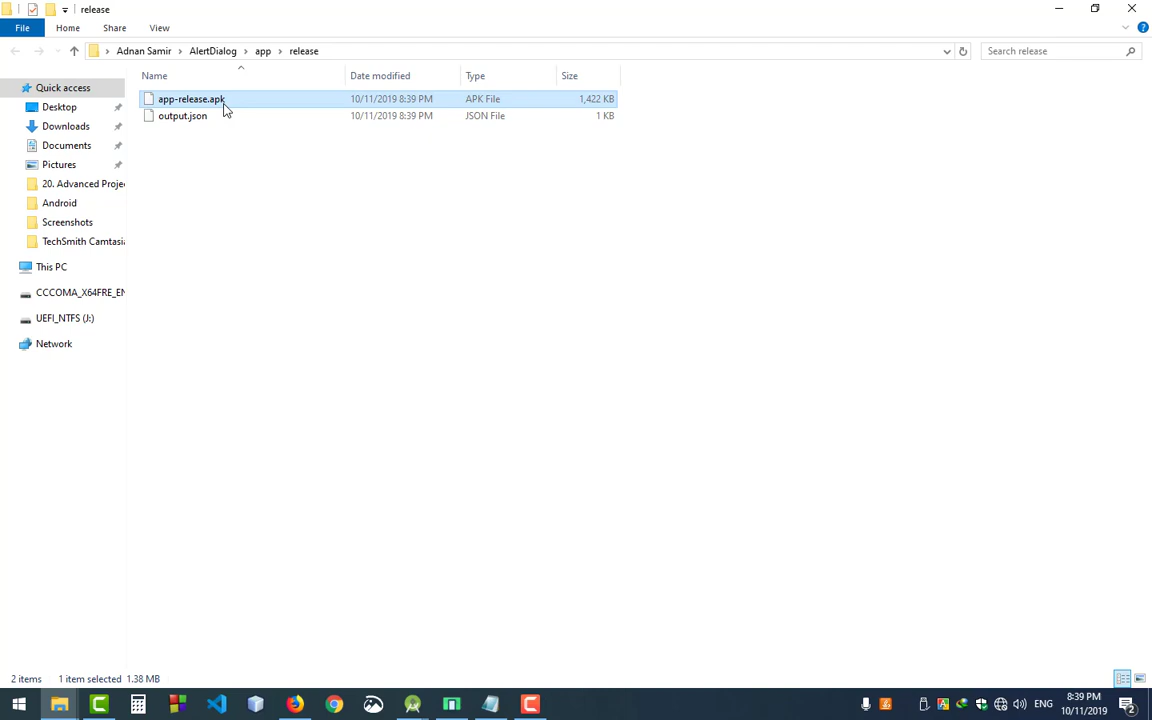 release
File Home Share View
Adnan Samir > AlertDialog > app > release
Search release
Name Date modified Type Size
app-release.apk 10/11/2019 8:39 PM APK File 1,422 KB
output.json 10/11/2019 8:39 PM JSON File 1 KB
Quick access
Desktop
Downloads
Documents
Pictures
20. Advanced Proje
Android
Screenshots
TechSmith Camtasi
This PC
CCCOMA_X64FRE_EN
UEFI_NTFS (J:)
Network
2 items 1 item selected 1.38 MB
ENG
8:39 PM
10/11/2019
2